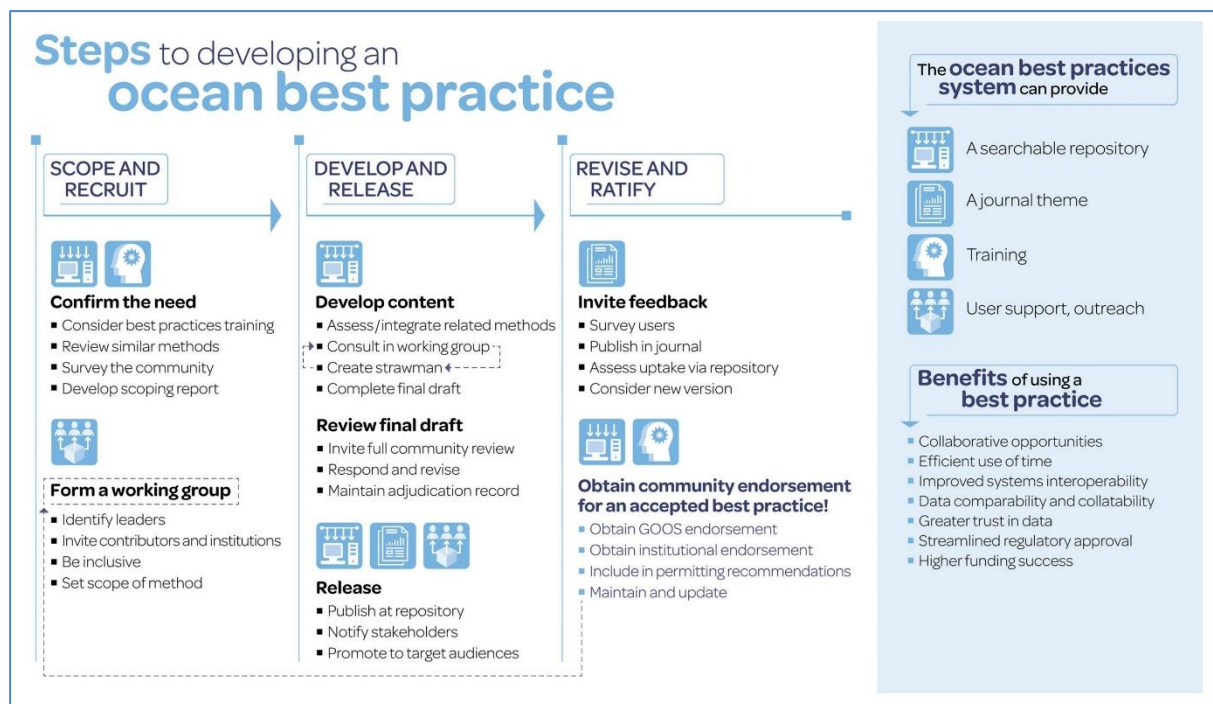 Steps to developing an
ocean best practice
SCOPE AND
RECRUIT
Confirm the need
▪ Consider best practices training
▪ Review similar methods
▪ Survey the community
▪ Develop scoping report
Form a working group
▪ Identify leaders
▪ Invite contributors and institutions
▪ Be inclusive
▪ Set scope of method
DEVELOP AND
RELEASE
Develop content
▪ Assess/integrate related methods
▪ Consult in working group
▪ Create strawman
▪ Complete final draft
Review final draft
▪ Invite full community review
▪ Respond and revise
▪ Maintain adjudication record
Release
▪ Publish at repository
▪ Notify stakeholders
▪ Promote to target audiences
REVISE AND
RATIFY
Invite feedback
▪ Survey users
▪ Publish in journal
▪ Assess uptake via repository
▪ Consider new version
Obtain community endorsement
for an accepted best practice!
▪ Obtain GOOS endorsement
▪ Obtain institutional endorsement
▪ Include in permitting recommendations
▪ Maintain and update
The ocean best practices
system can provide
A searchable repository
A journal theme
Training
User support, outreach
Benefits of using a
best practice
▪ Collaborative opportunities
▪ Efficient use of time
▪ Improved systems interoperability
▪ Data comparability and collatability
▪ Greater trust in data
▪ Streamlined regulatory approval
▪ Higher funding success